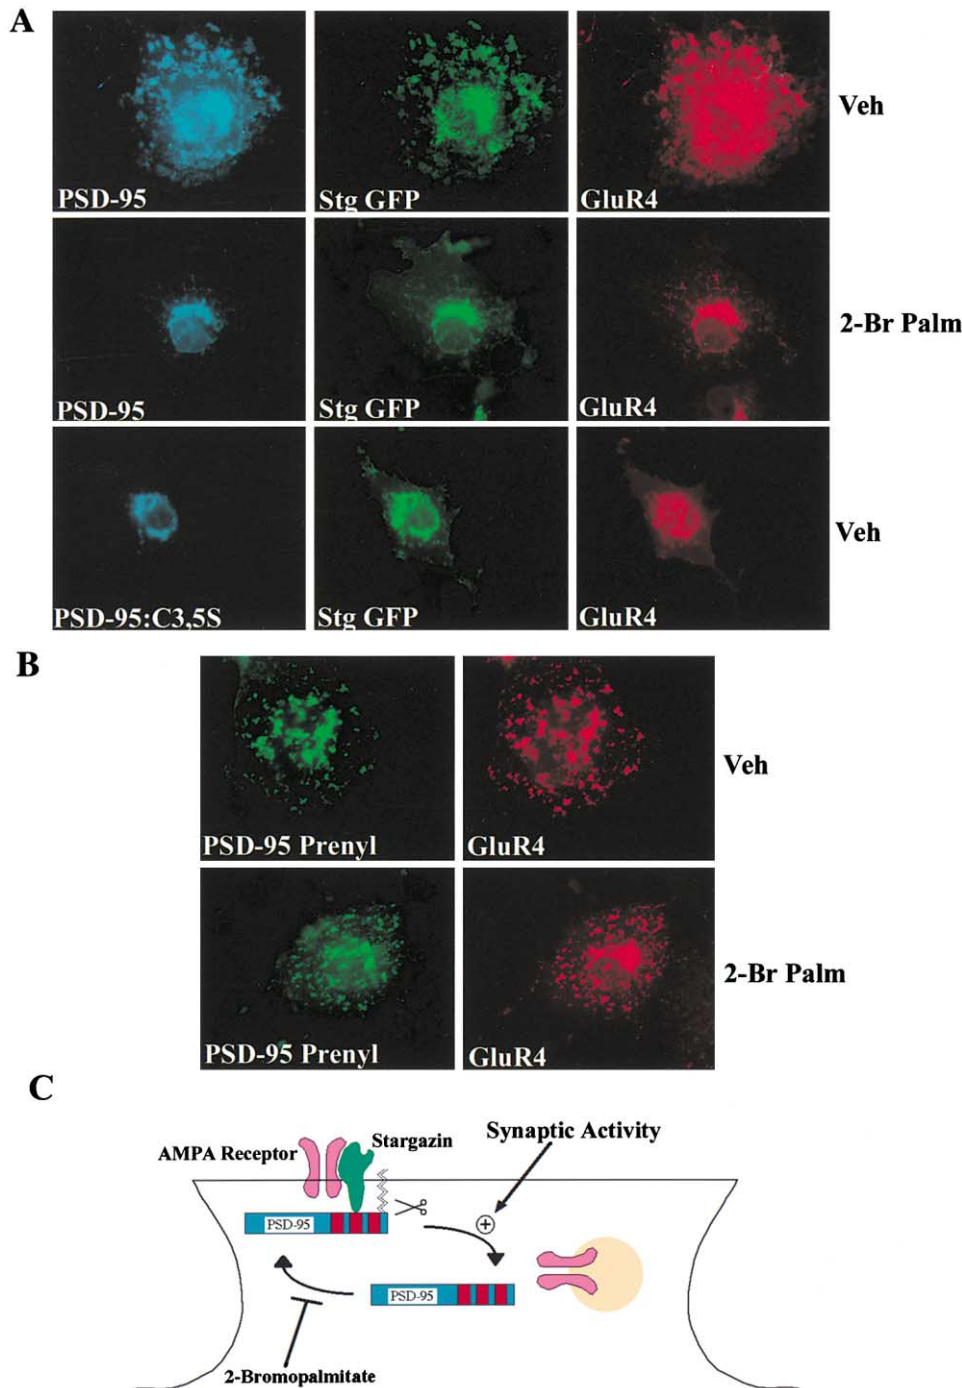 A
PSD-95
Stg GFP
GluR4
Veh
PSD-95
Stg GFP
GluR4
2-Br Palm
PSD-95:C3,5S
Stg GFP
GluR4
Veh
B
PSD-95 Prenyl
GluR4
Veh
PSD-95 Prenyl
GluR4
2-Br Palm
C
AMPA Receptor
Stargazin
Synaptic Activity
PSD-95
+
PSD-95
2-Bromopalmitate